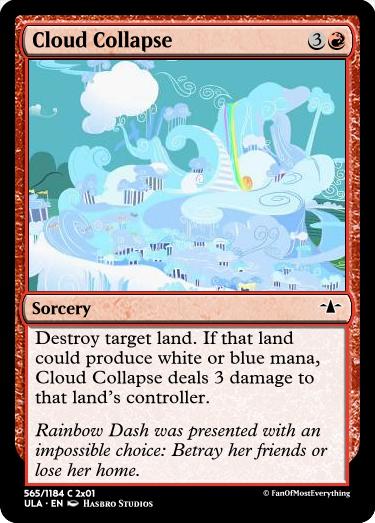 Cloud Collapse 3
Sorcery
Destroy target land. If that land
could produce white or blue mana,
Cloud Collapse deals 3 damage to
that land's controller.
Rainbow Dash was presented with an
impossible choice: Betray her friends or
lose her home.
565/1184 C 2x01
ULA • EN Hasbro Studios
© FanOfMostEverything